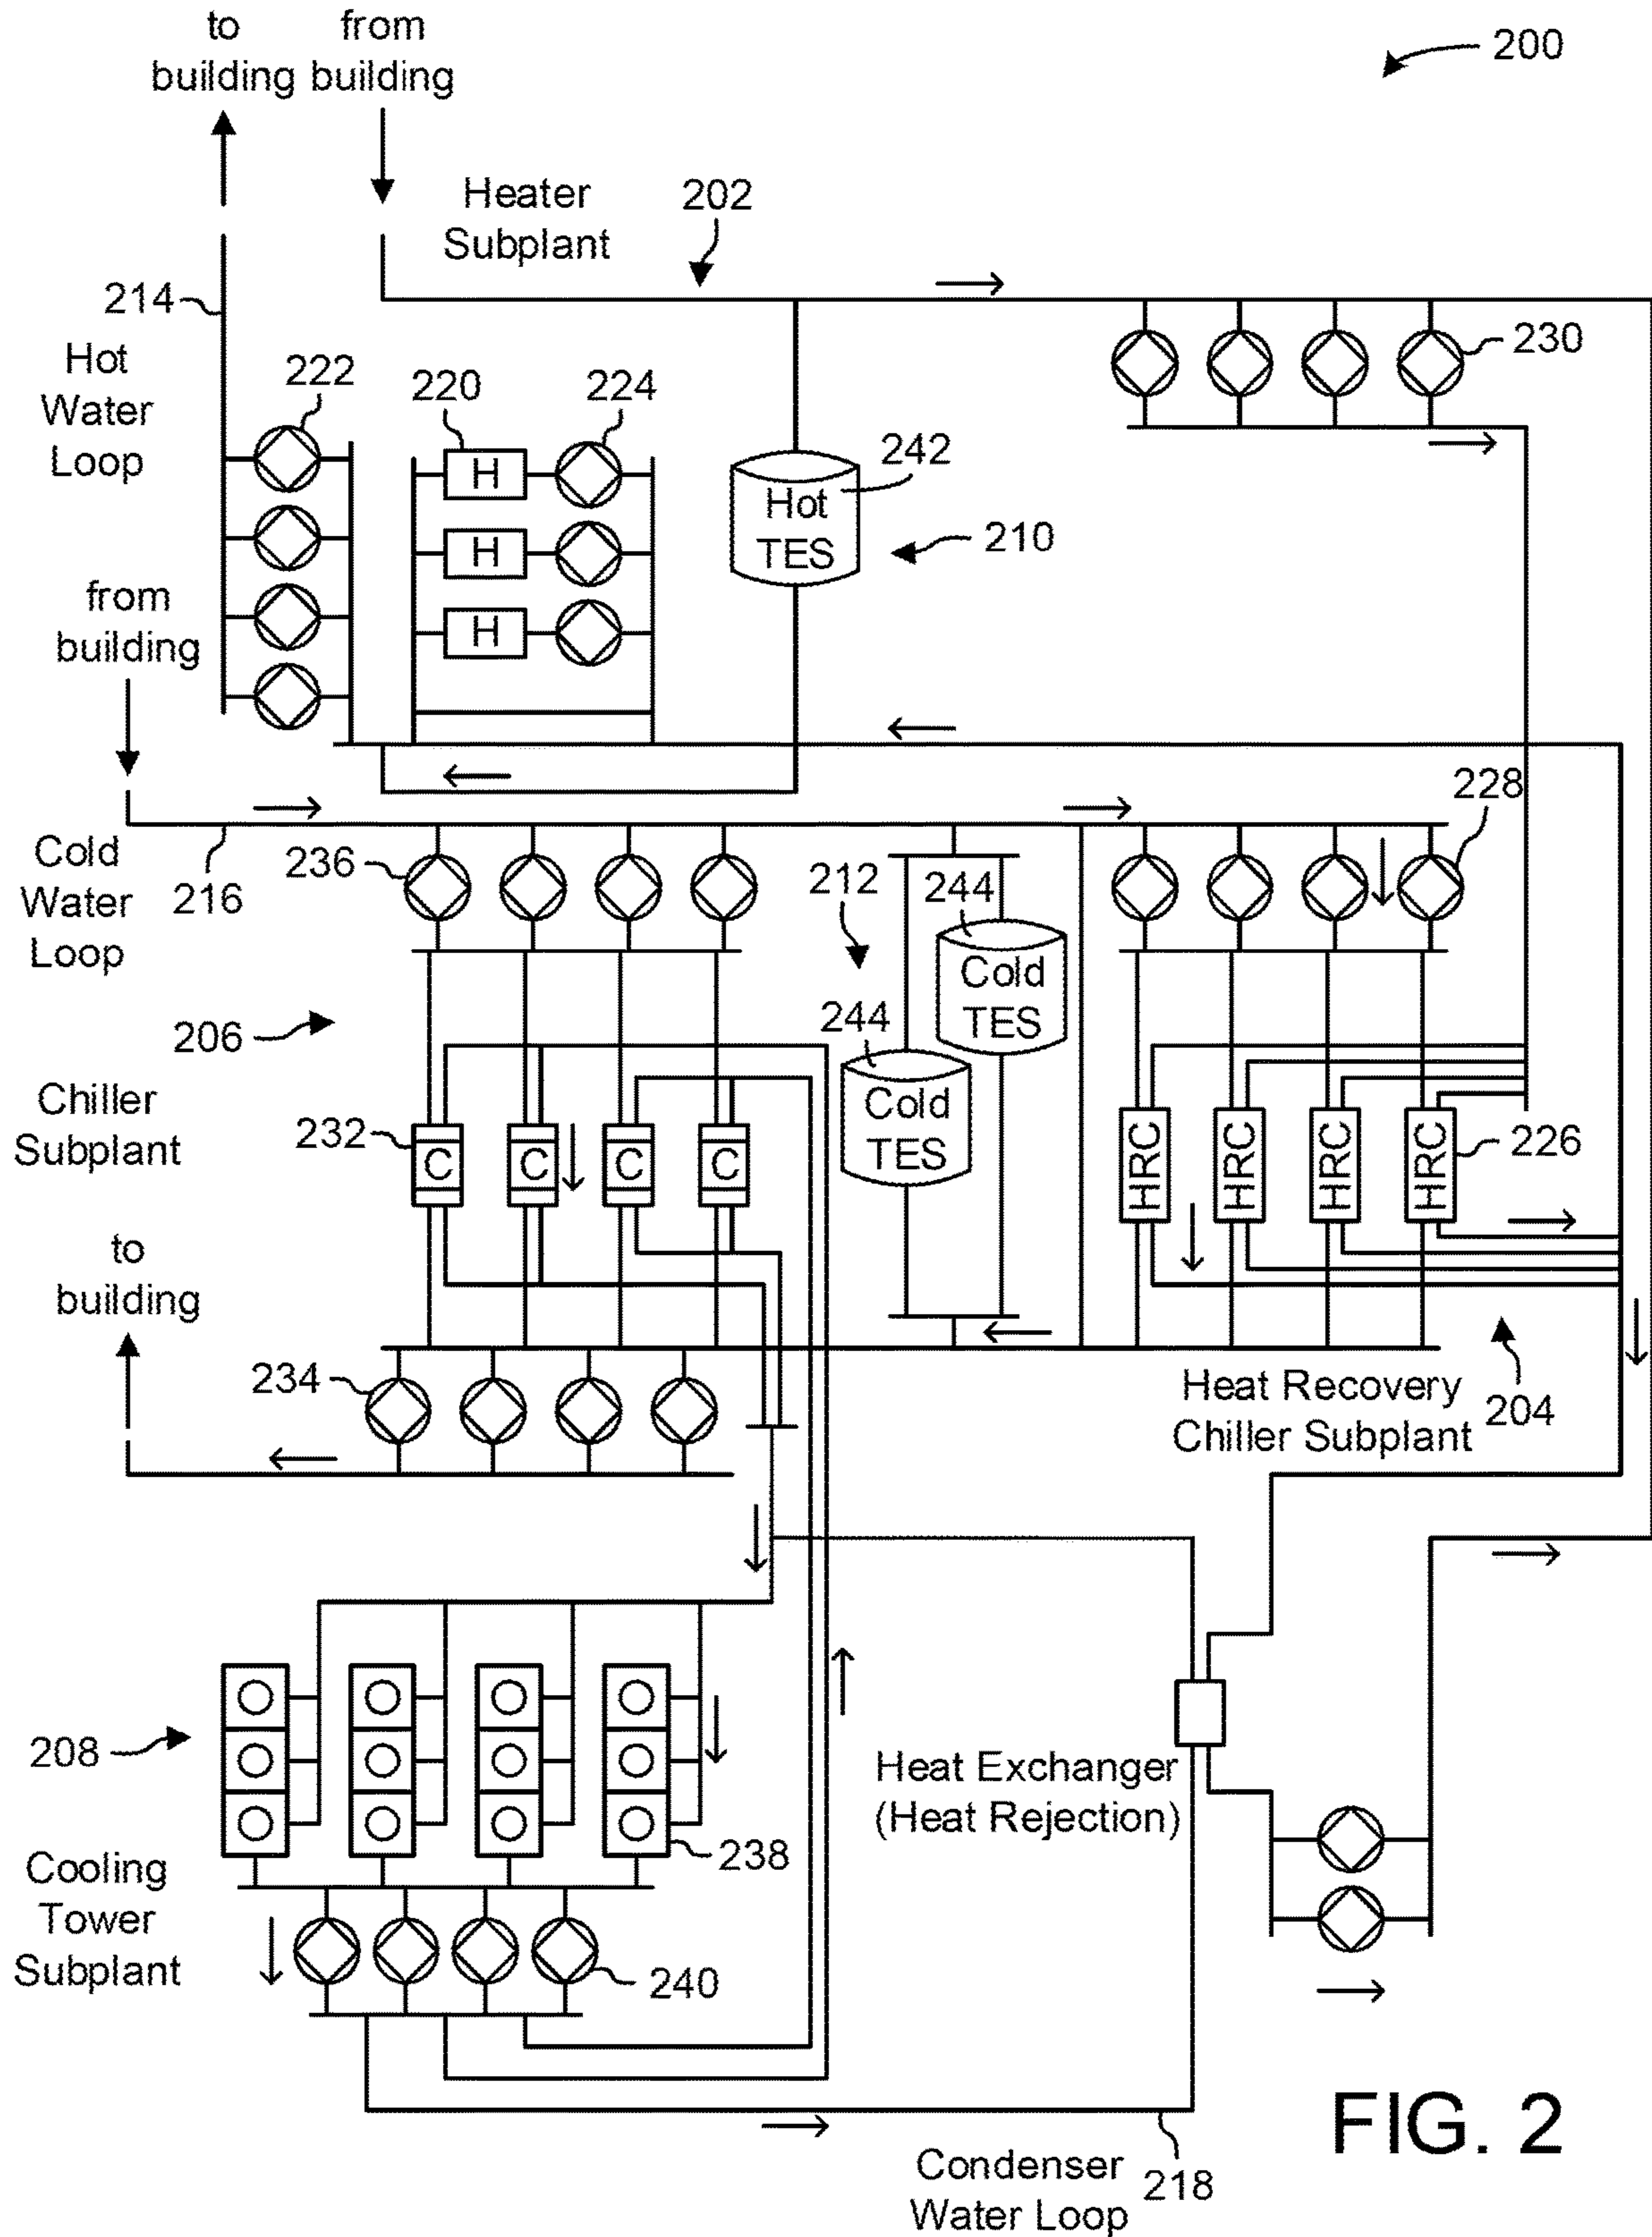 to from
building building
200
Heater
Subplant
202
214
Hot
Water
Loop
222
220
224
230
H
H
H
242
Hot
TES
210
from
building
228
Cold
Water
Loop
216
236
212
244
Cold
TES
244
Cold
TES
206
Chiller
Subplant
232
C C C C
HRC HRC HRC HRC
226
to
building
234
Heat Recovery
Chiller Subplant
204
208
Heat Exchanger
(Heat Rejection)
238
Cooling
Tower
Subplant
240
Condenser
Water Loop
218
FIG. 2